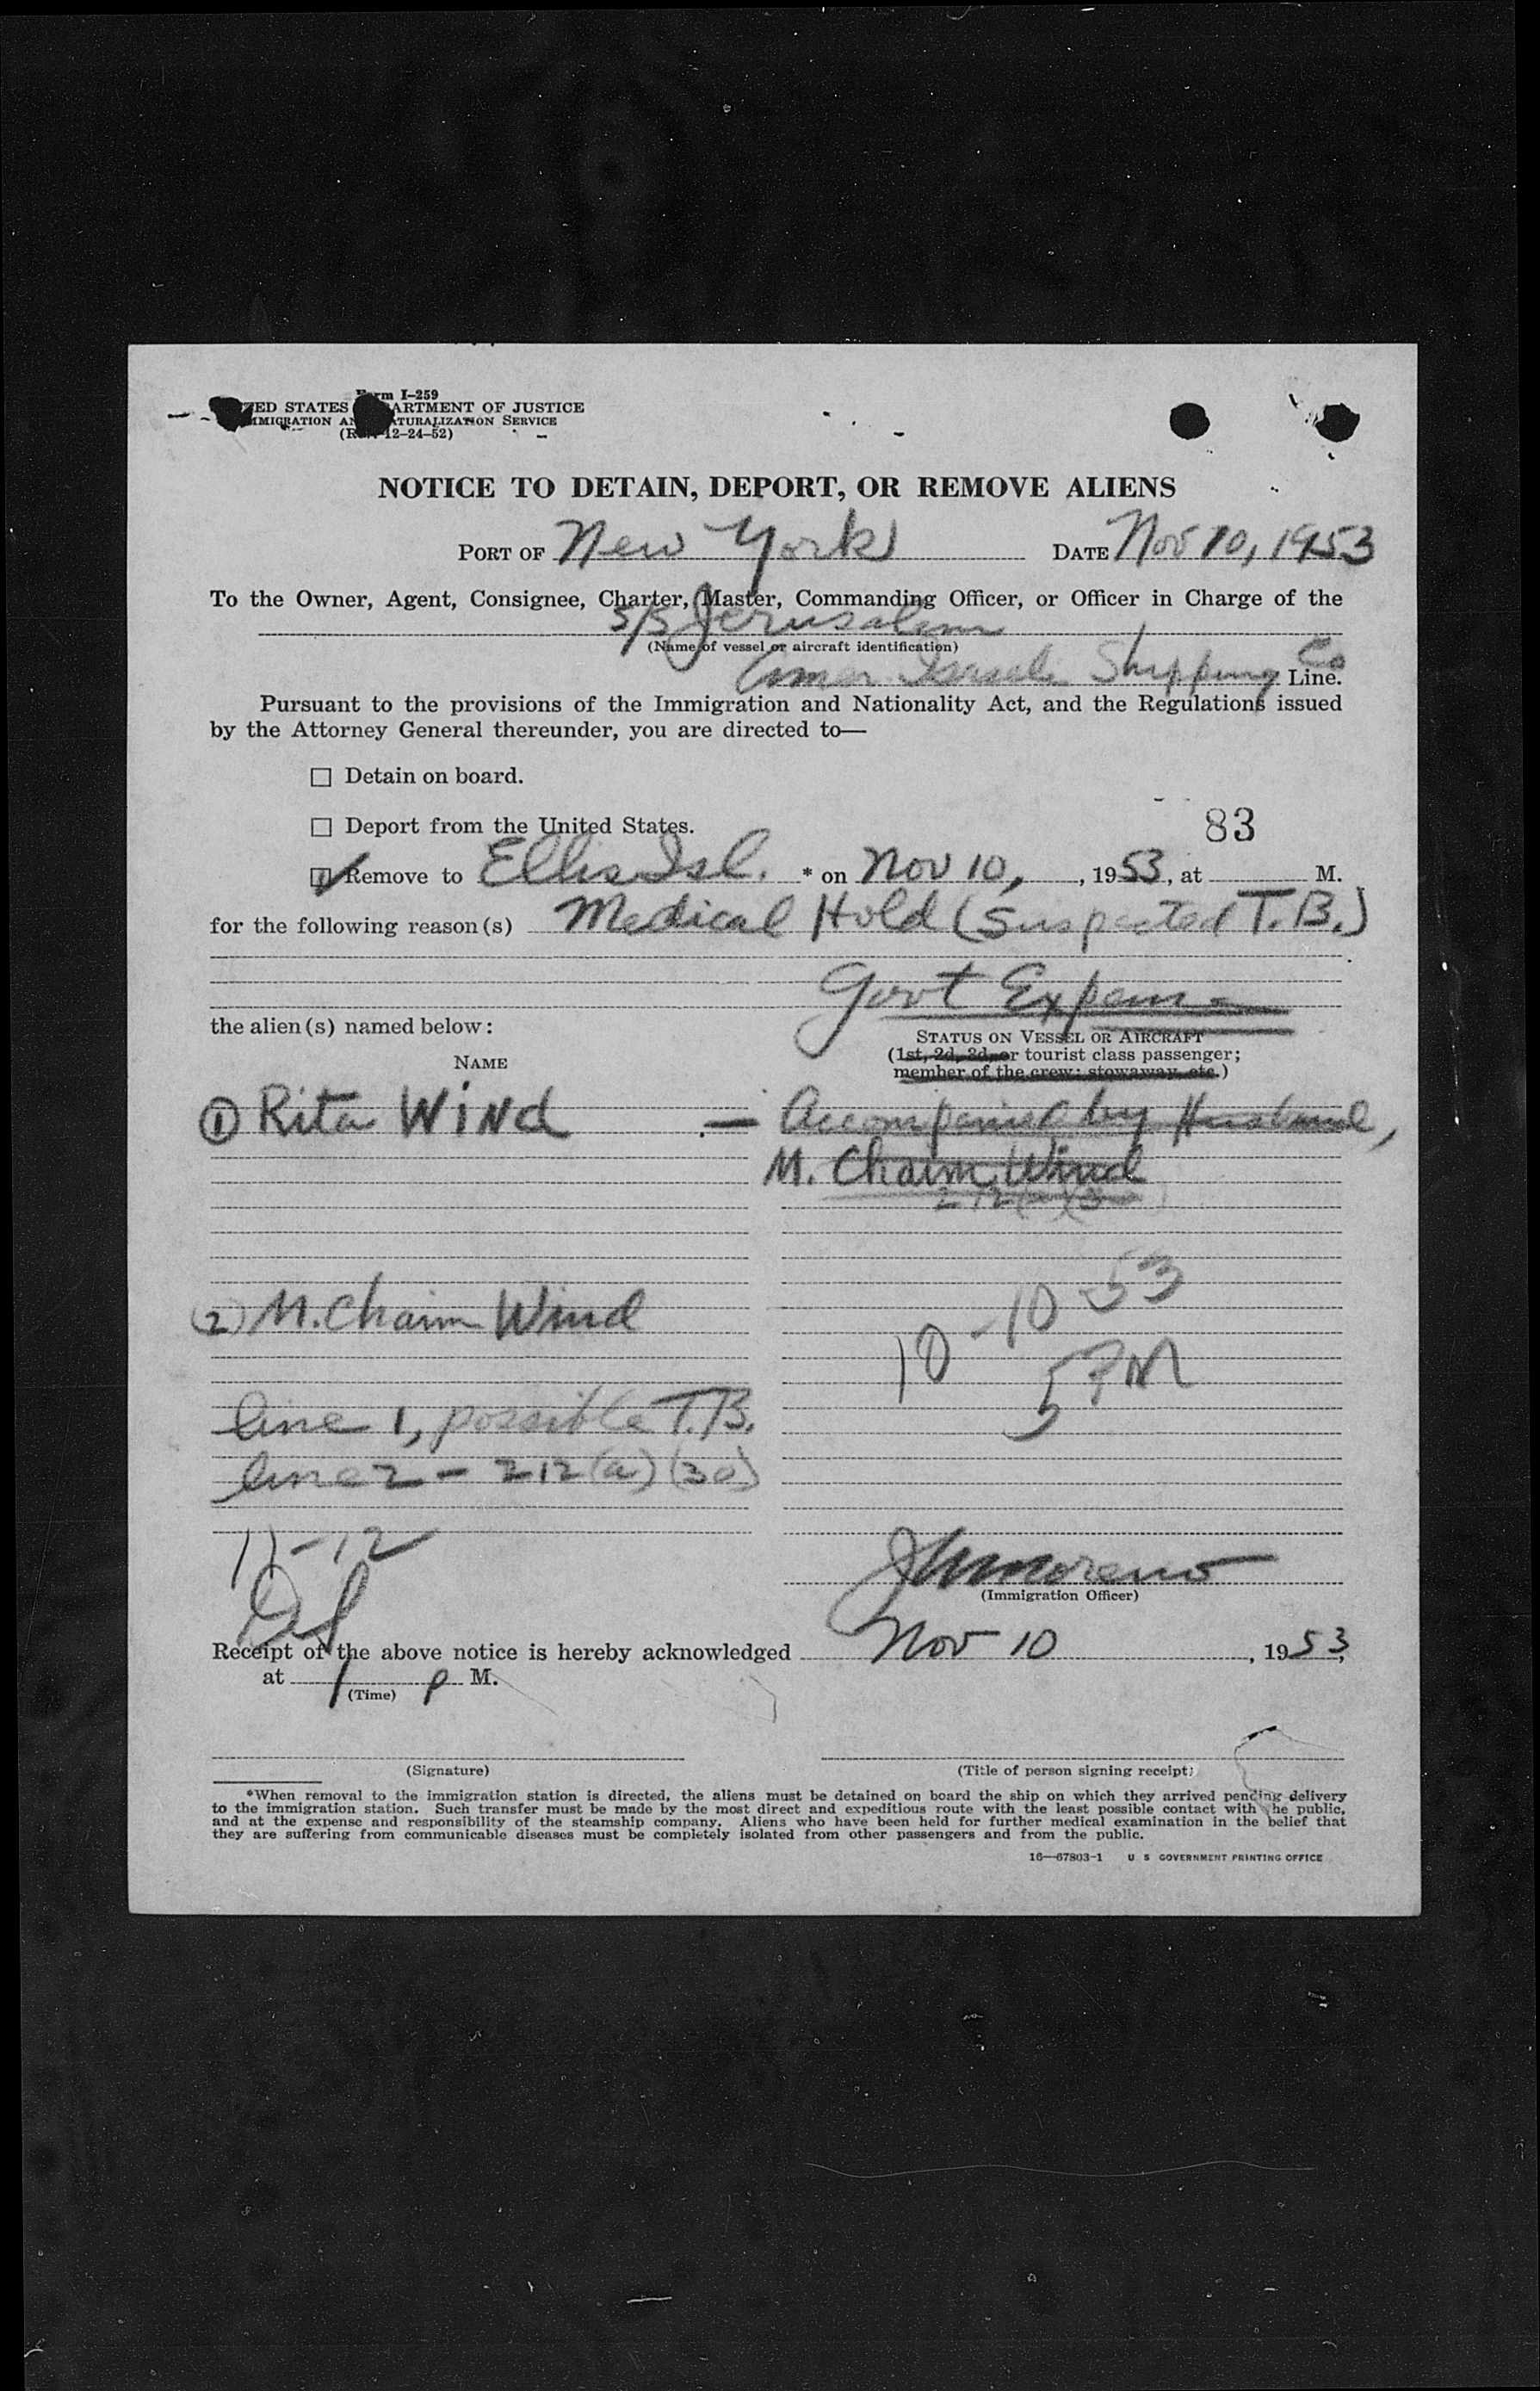 Form I-259
UNITED STATES DEPARTMENT OF JUSTICE
IMMIGRATION AND NATURALIZATION SERVICE
(Rev. 12-24-52)
NOTICE TO DETAIN, DEPORT, OR REMOVE ALIENS
PORT OF New York DATE Nov 10, 1953
To the Owner, Agent, Consignee, Charter, Master, Commanding Officer, or Officer in Charge of the
S/S Jerusalem
(Name of vessel or aircraft identification)
Amer. Israeli Shipping Co Line.
Pursuant to the provisions of the Immigration and Nationality Act, and the Regulations issued
by the Attorney General thereunder, you are directed to—
☐ Detain on board.
☐ Deport from the United States.
83
☑ Remove to Ellis Isl. * on Nov 10, , 1953, at M.
for the following reason(s) Medical Hold (Suspected T.B.)
Govt Expense
the alien(s) named below:
NAME
STATUS ON VESSEL OR AIRCRAFT
(1st, 2d, 3d, or tourist class passenger;
member of the crew; stowaway, etc.)
① Rita Wind — Accompanied by Husband,
M. Chaim Wind
212(a)(30)
(2) M. Chaim Wind
10-10 53
5 PM
line 1, possible T.B.
line 2 - 212(a)(30)
11-12
(Immigration Officer)
Receipt of the above notice is hereby acknowledged Nov 10, 1953,
at 1 P M.
(Time)
(Signature)
(Title of person signing receipt)
*When removal to the immigration station is directed, the aliens must be detained on board the ship on which they arrived pending delivery
to the immigration station. Such transfer must be made by the most direct and expeditious route with the least possible contact with the public,
and at the expense and responsibility of the steamship company. Aliens who have been held for further medical examination in the belief that
they are suffering from communicable diseases must be completely isolated from other passengers and from the public.
16—67803-1 U S GOVERNMENT PRINTING OFFICE